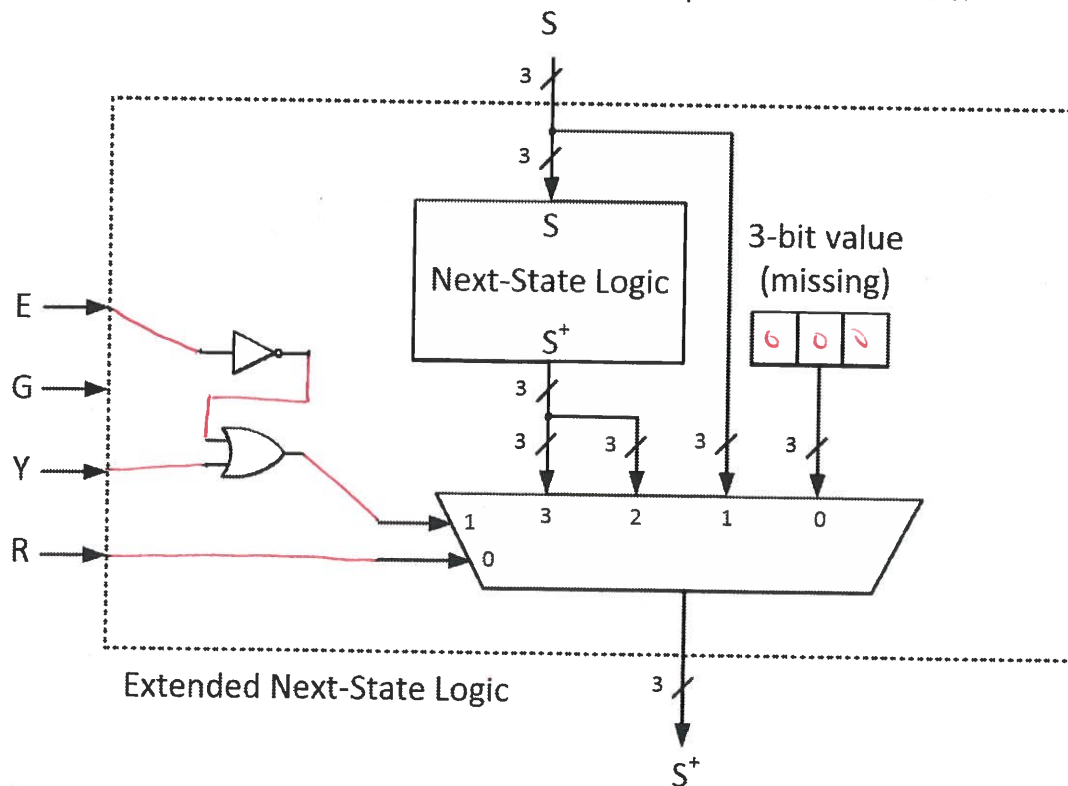 S
3
3
S
Next-State Logic
S+
3-bit value
(missing)
0 0 0
E
G
Y
R
3
3
3
3
3
1
0
3
2
1
0
Extended Next-State Logic
3
S+